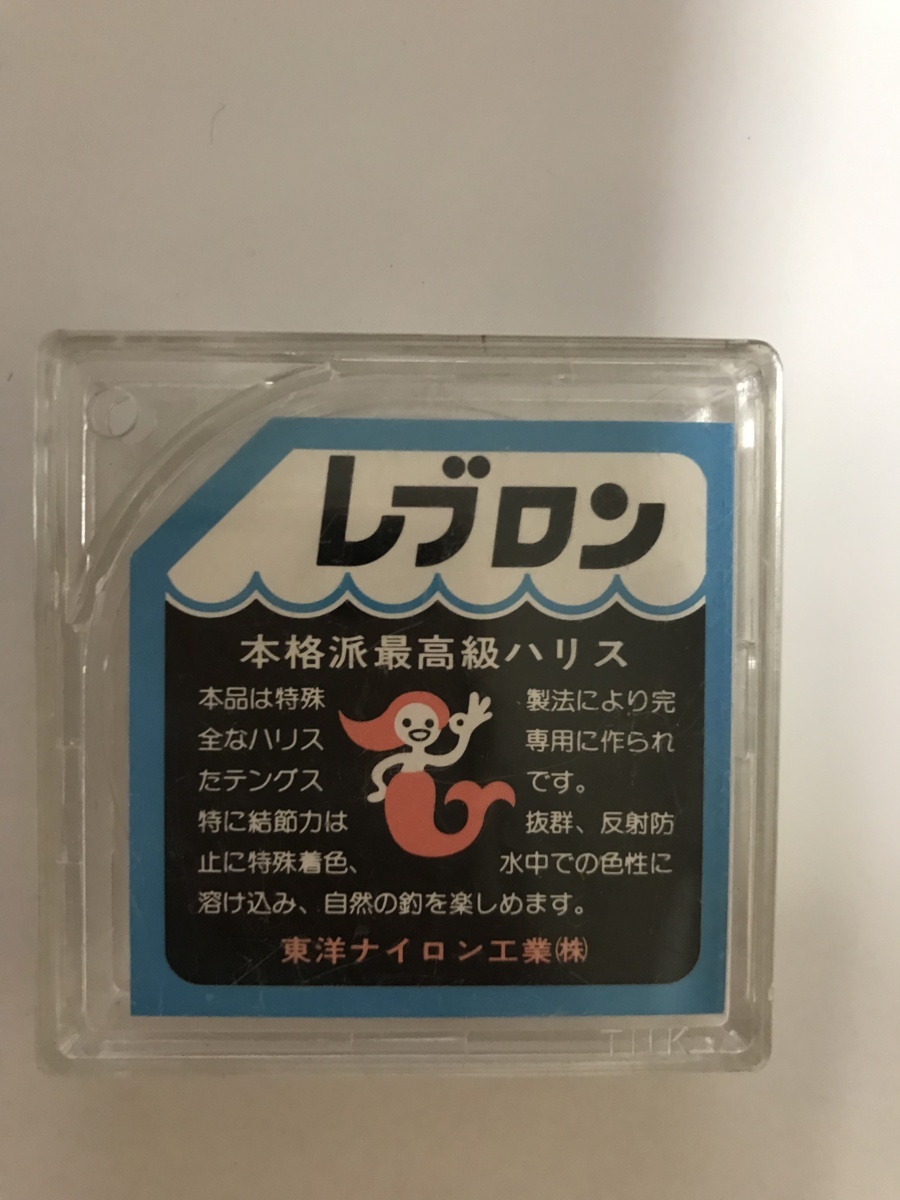 レブロン
本格派最高級ハリス
本品は特殊製法により完
全なハリス専用に作られ
たテングスです。
特に結節力は抜群、反射防
止に特殊着色、水中での色性に
溶け込み、自然の釣を楽しめます。
東洋ナイロン工業㈱